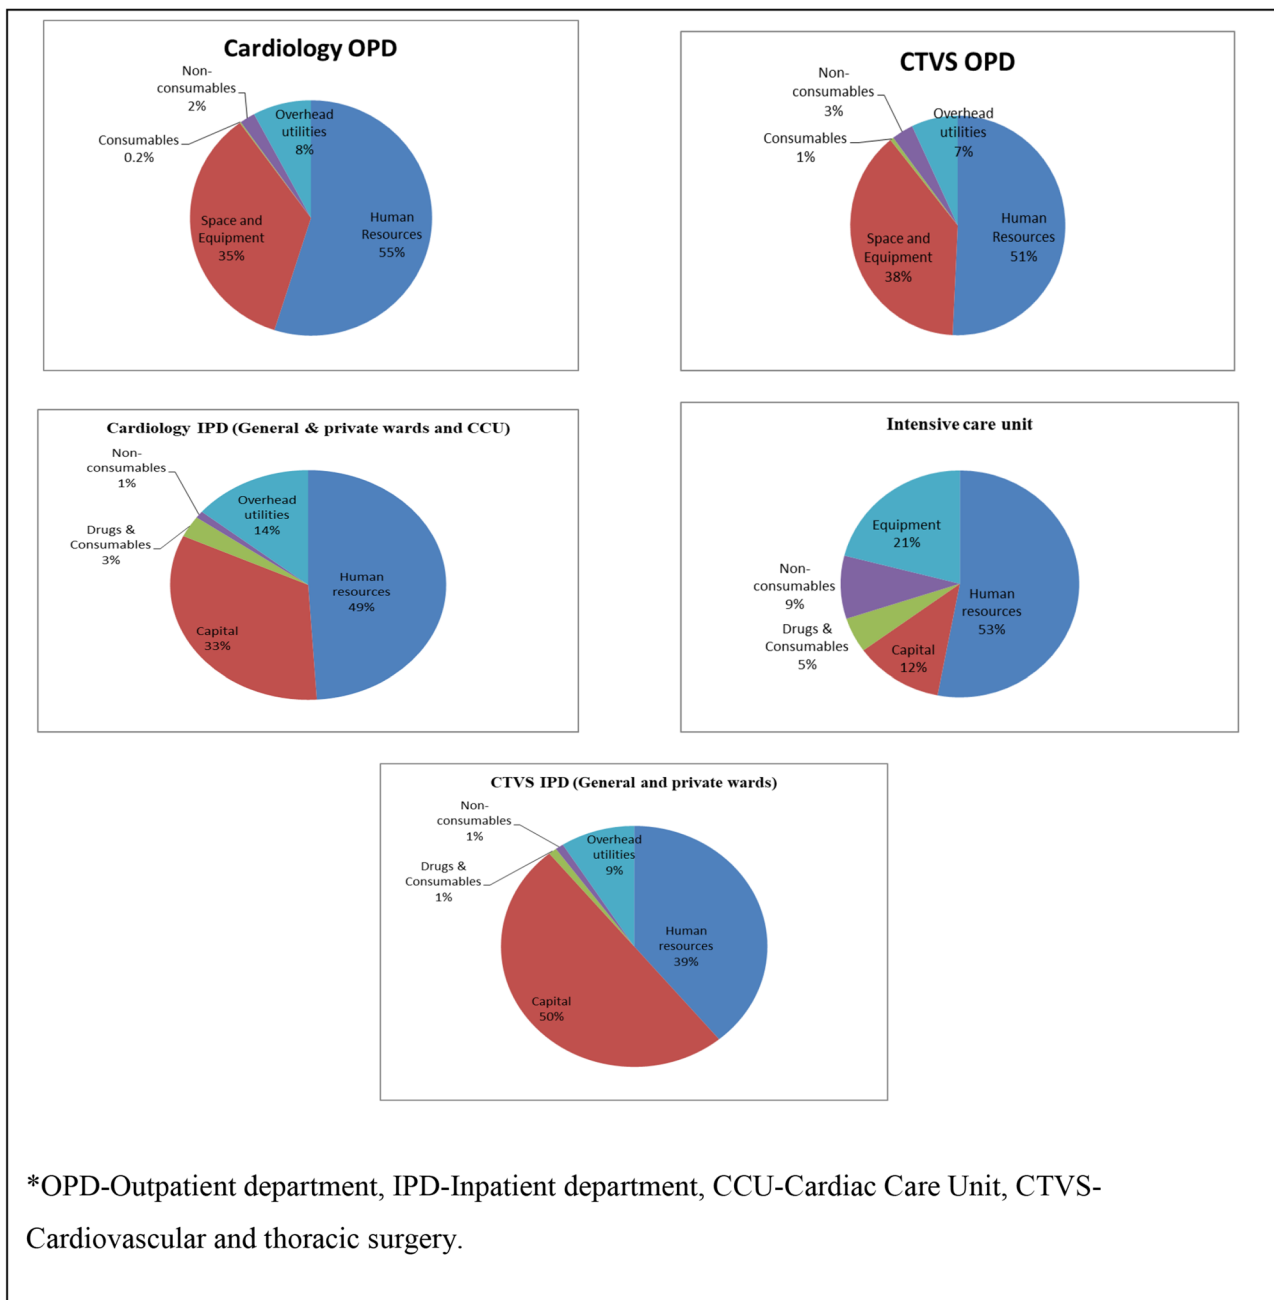 Cardiology OPD
Non-
consumables
2%
Overhead
utilities
8%
Consumables
0.2%
Space and
Equipment
35%
Human
Resources
55%
CTVS OPD
Non-
consumables
3%
Overhead
utilities
7%
Consumables
1%
Space and
Equipment
38%
Human
Resources
51%
Cardiology IPD (General & private wards and CCU)
Non-
consumables
1%
Overhead
utilities
14%
Drugs &
Consumables
3%
Human
resources
49%
Capital
33%
Intensive care unit
Equipment
21%
Non-
consumables
9%
Human
resources
53%
Drugs &
Consumables
5%
Capital
12%
CTVS IPD (General and private wards)
Non-
consumables
1%
Overhead
utilities
9%
Drugs &
Consumables
1%
Human
resources
39%
Capital
50%
*OPD-Outpatient department, IPD-Inpatient department, CCU-Cardiac Care Unit, CTVS-
Cardiovascular and thoracic surgery.